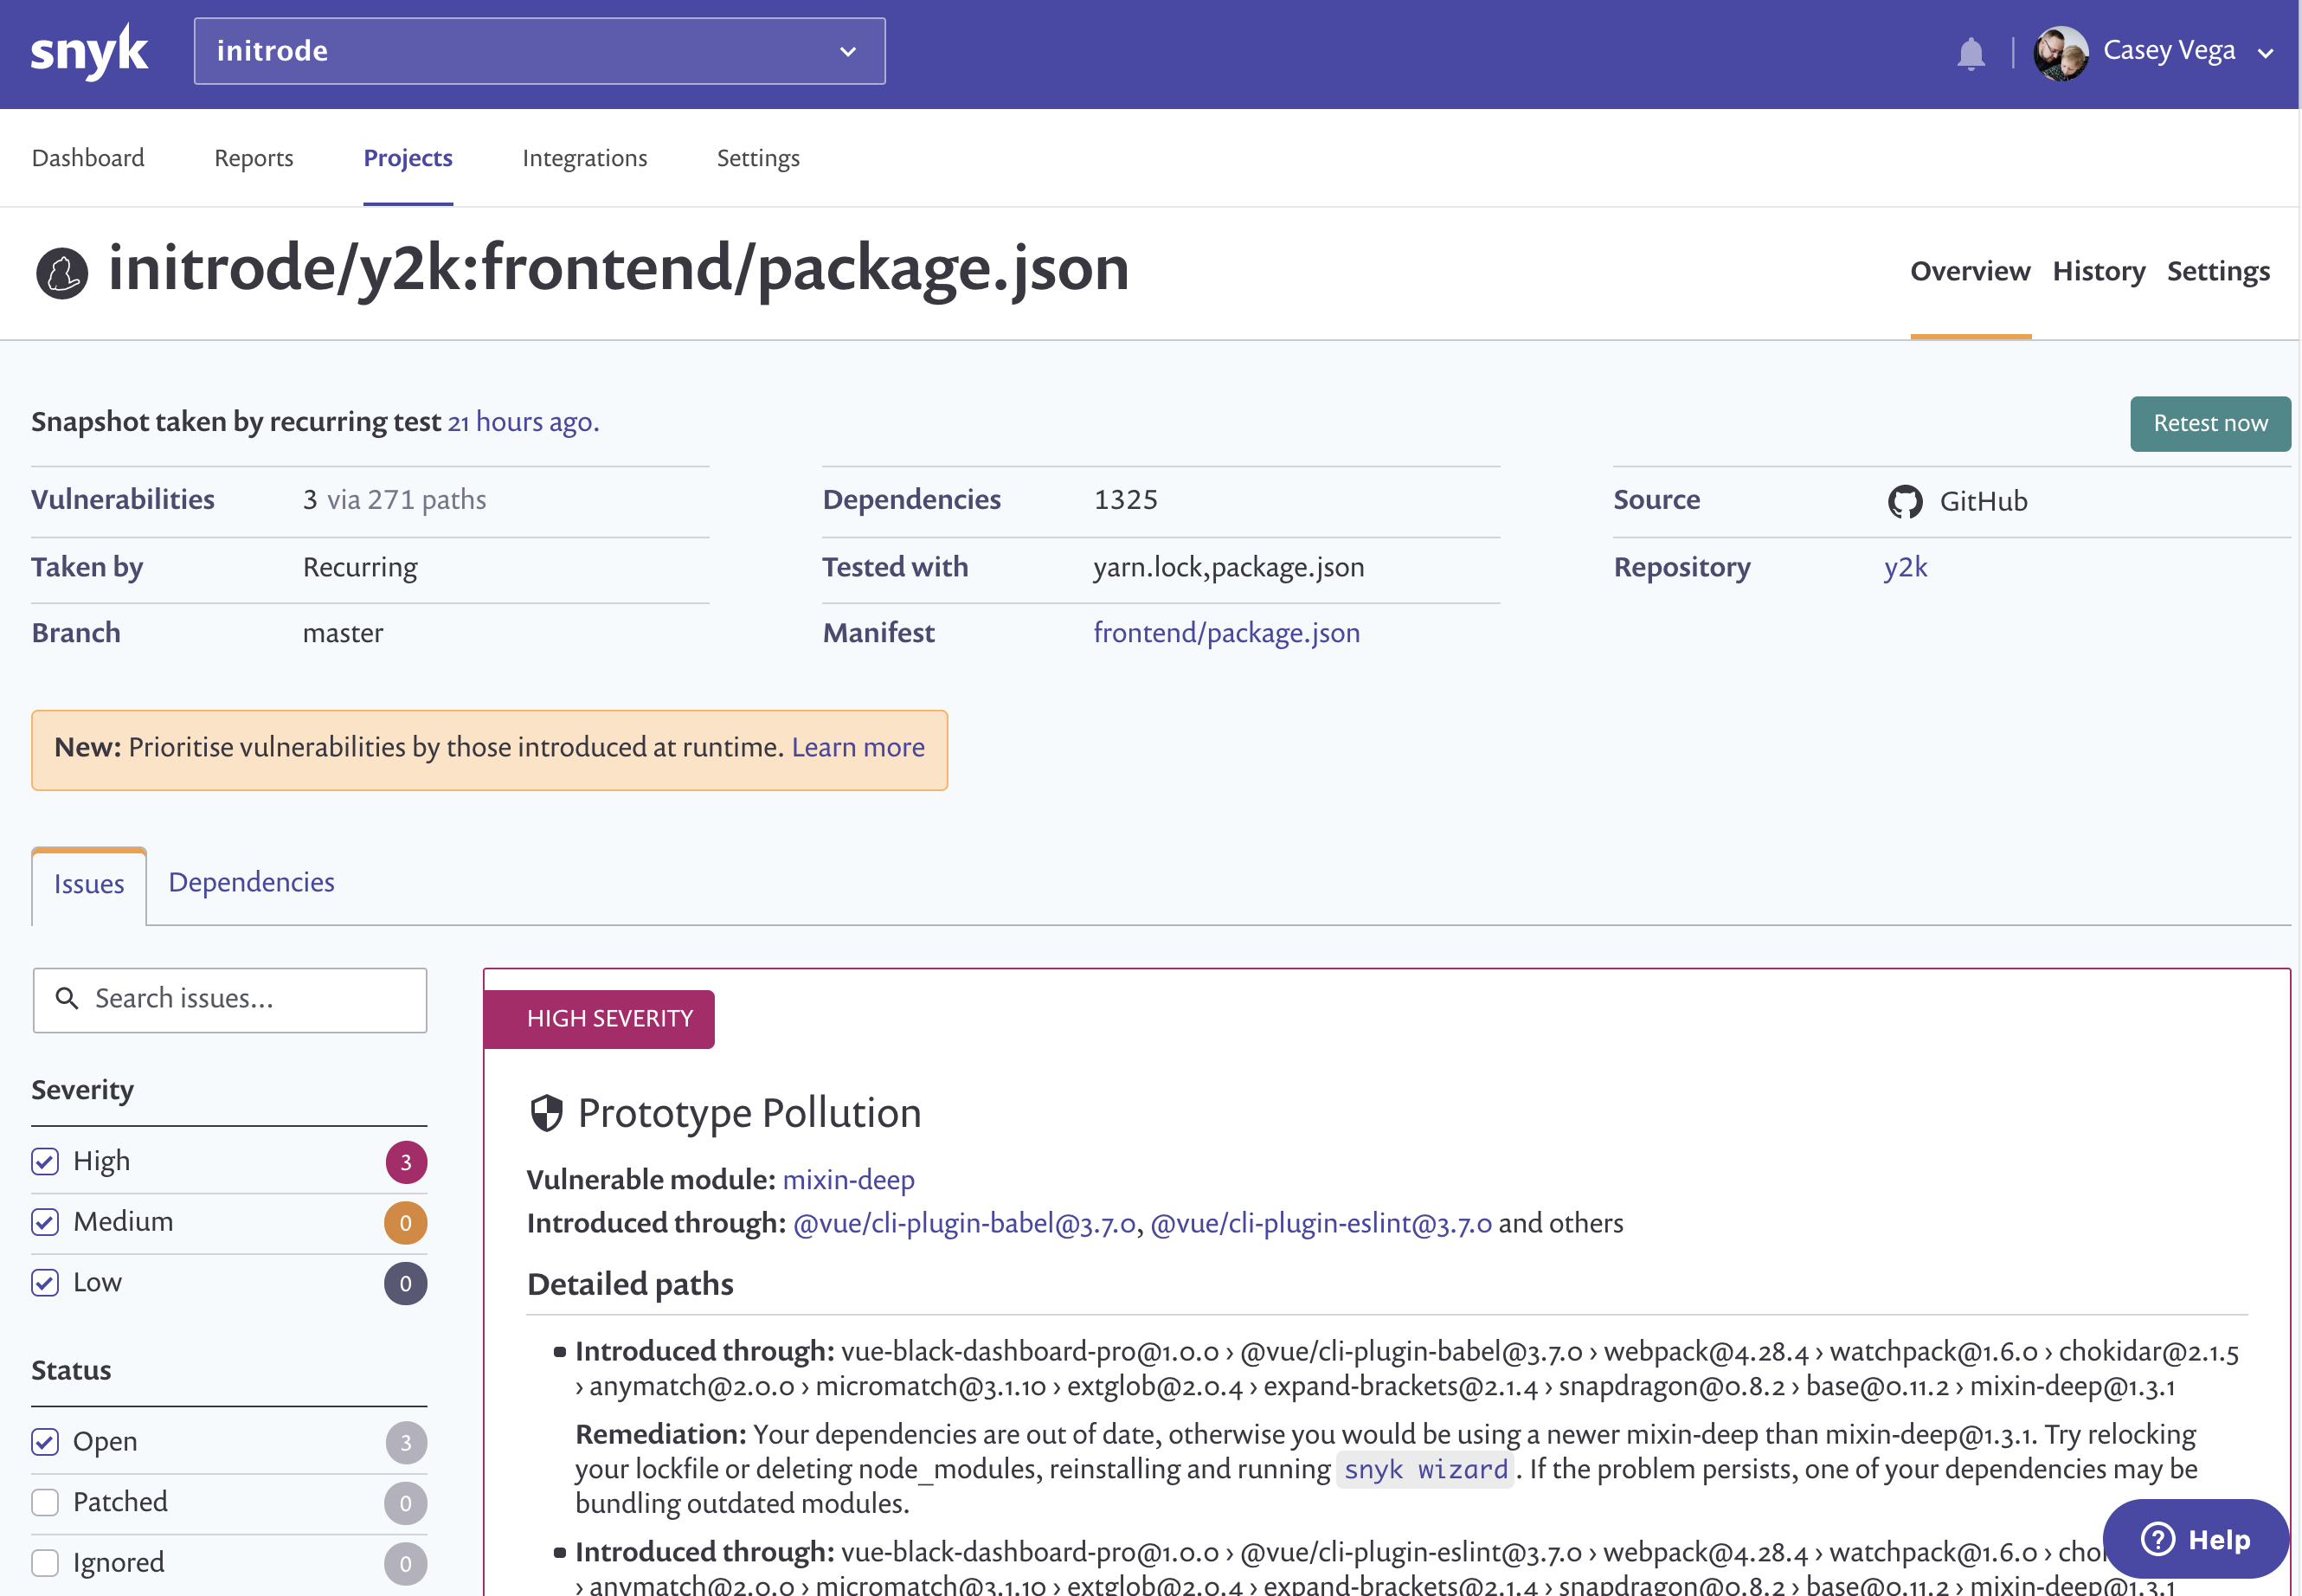 snyk
initrode
Casey Vega
Dashboard Reports Projects Integrations Settings
initrode/y2k:frontend/package.json
Overview History Settings
Snapshot taken by recurring test 21 hours ago.
Retest now
Vulnerabilities 3 via 271 paths
Dependencies 1325
Source GitHub
Taken by Recurring
Tested with yarn.lock,package.json
Repository y2k
Branch master
Manifest frontend/package.json
New: Prioritise vulnerabilities by those introduced at runtime. Learn more
Issues Dependencies
Search issues...
Severity
High 3
Medium 0
Low 0
Status
Open 3
Patched 0
Ignored 0
HIGH SEVERITY
Prototype Pollution
Vulnerable module: mixin-deep
Introduced through: @vue/cli-plugin-babel@3.7.0, @vue/cli-plugin-eslint@3.7.0 and others
Detailed paths
Introduced through: vue-black-dashboard-pro@1.0.0 › @vue/cli-plugin-babel@3.7.0 › webpack@4.28.4 › watchpack@1.6.0 › chokidar@2.1.5
› anymatch@2.0.0 › micromatch@3.1.10 › extglob@2.0.4 › expand-brackets@2.1.4 › snapdragon@0.8.2 › base@0.11.2 › mixin-deep@1.3.1
Remediation: Your dependencies are out of date, otherwise you would be using a newer mixin-deep than mixin-deep@1.3.1. Try relocking
your lockfile or deleting node_modules, reinstalling and running snyk wizard. If the problem persists, one of your dependencies may be
bundling outdated modules.
Introduced through: vue-black-dashboard-pro@1.0.0 › @vue/cli-plugin-eslint@3.7.0 › webpack@4.28.4 › watchpack@1.6.0 ›
› anymatch@2.0.0 › micromatch@3.1.10 › extglob@2.0.4 › expand-brackets@2.1.4 › snapdragon@0.8.2 › base@0.11.2 › mixin-deep@1.3.1
Help